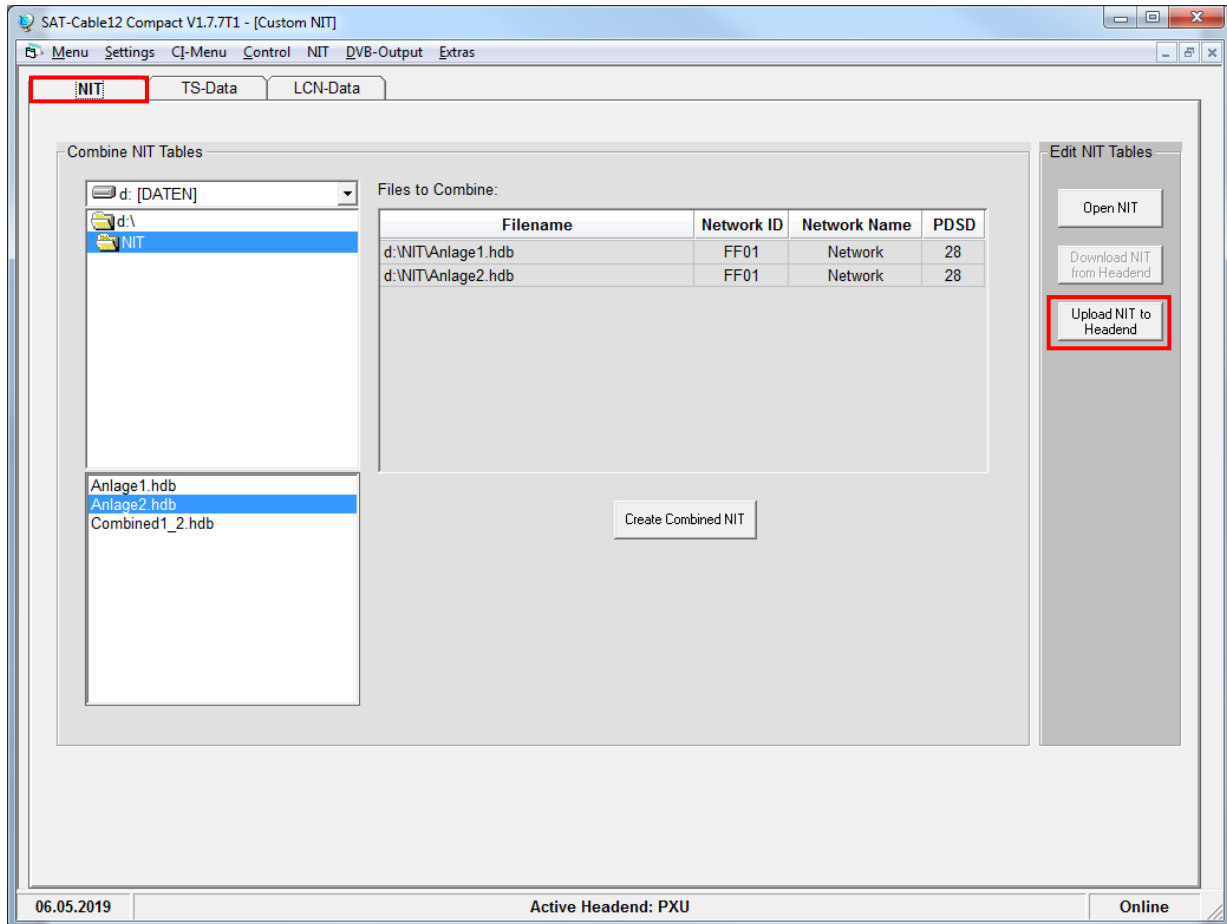 SAT-Cable12 Compact V1.7.7T1 - [Custom NIT]
Menu Settings CI-Menu Control NIT DVB-Output Extras
NIT TS-Data LCN-Data
Combine NIT Tables
d: [DATEN]
d:\
NIT
Anlage1.hdb
Anlage2.hdb
Combined1_2.hdb
Files to Combine:
Filename Network ID Network Name PDSD
d:\NIT\Anlage1.hdb FF01 Network 28
d:\NIT\Anlage2.hdb FF01 Network 28
Create Combined NIT
Edit NIT Tables
Open NIT
Download NIT
from Headend
Upload NIT to
Headend
06.05.2019 Active Headend: PXU Online